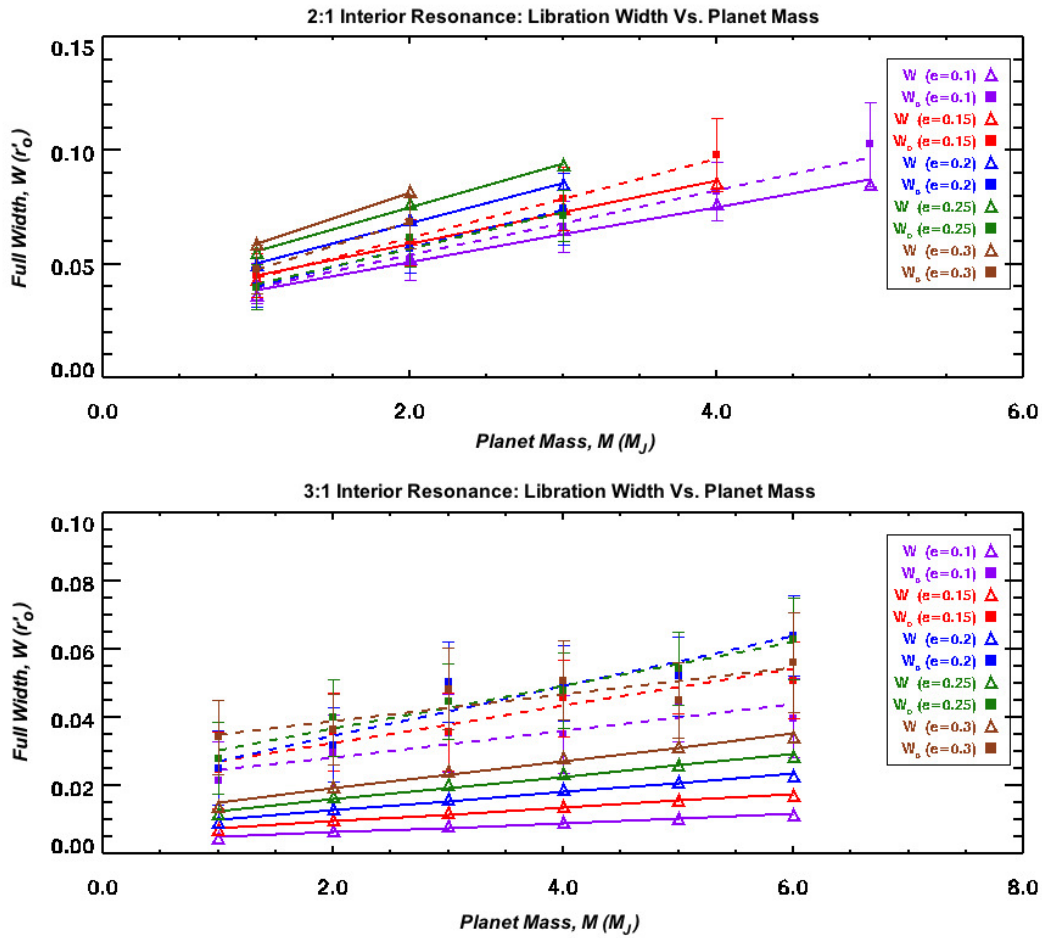 2:1 Interior Resonance: Libration Width Vs. Planet Mass
Full Width, W (r'o)
0.15
0.10
0.05
0.00
W (e=0.1)
Wo (e=0.1)
W (e=0.15)
Wo (e=0.15)
W (e=0.2)
Wo (e=0.2)
W (e=0.25)
Wo (e=0.25)
W (e=0.3)
Wo (e=0.3)
0.0 2.0 4.0 6.0
Planet Mass, M (MJ)
3:1 Interior Resonance: Libration Width Vs. Planet Mass
Full Width, W (r'o)
0.10
0.08
0.06
0.04
0.02
0.00
W (e=0.1)
Wo (e=0.1)
W (e=0.15)
Wo (e=0.15)
W (e=0.2)
Wo (e=0.2)
W (e=0.25)
Wo (e=0.25)
W (e=0.3)
Wo (e=0.3)
0.0 2.0 4.0 6.0 8.0
Planet Mass, M (MJ)